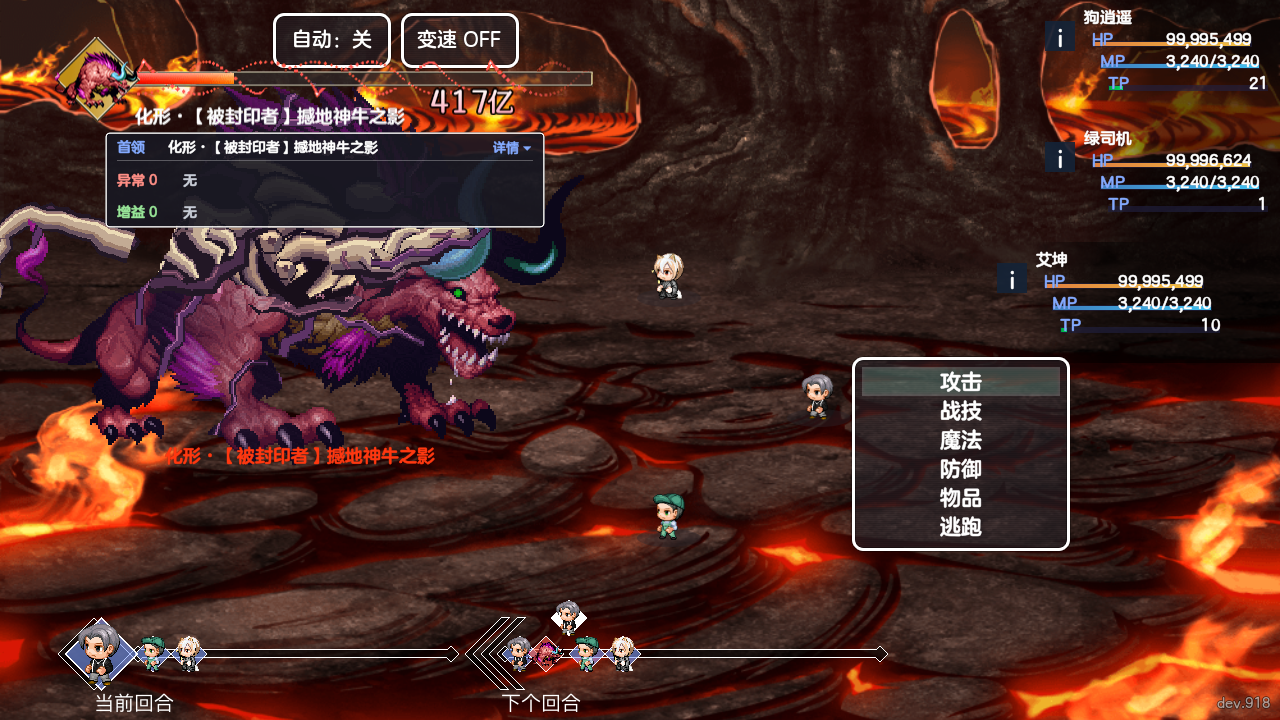 自动：关
变速 OFF
417亿
化形·【被封印者】撼地神牛之影
首领 化形·【被封印者】撼地神牛之影 详情
异常 0 无
增益 0 无
化形·【被封印者】撼地神牛之影
狗逍遥
HP 99,995,499
MP 3,240/3,240
TP 21
绿司机
HP 99,996,624
MP 3,240/3,240
TP 1
艾坤
HP 99,995,499
MP 3,240/3,240
TP 10
攻击
战技
魔法
防御
物品
逃跑
当前回合
下个回合
dev.918